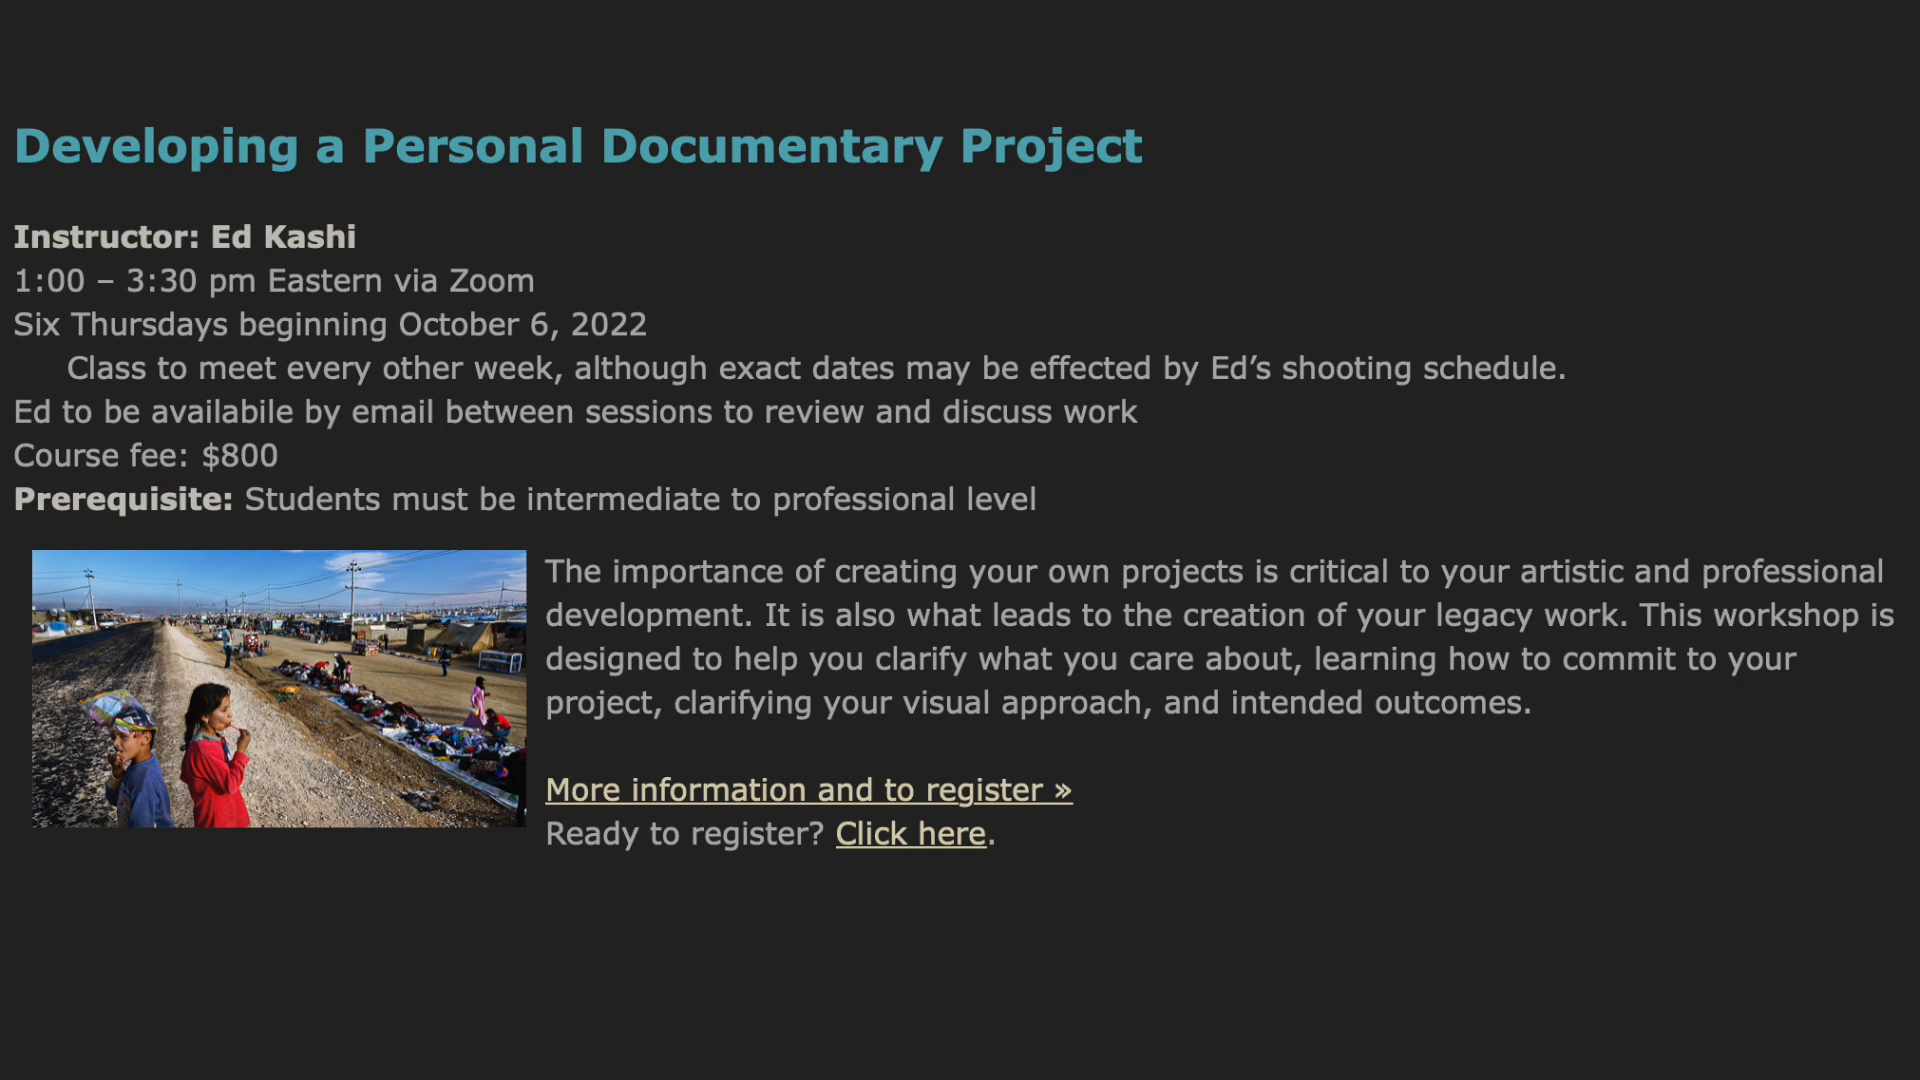 Developing a Personal Documentary Project
Instructor: Ed Kashi
1:00 – 3:30 pm Eastern via Zoom
Six Thursdays beginning October 6, 2022
Class to meet every other week, although exact dates may be effected by Ed’s shooting schedule.
Ed to be availabile by email between sessions to review and discuss work
Course fee: $800
Prerequisite: Students must be intermediate to professional level
The importance of creating your own projects is critical to your artistic and professional
development. It is also what leads to the creation of your legacy work. This workshop is
designed to help you clarify what you care about, learning how to commit to your
project, clarifying your visual approach, and intended outcomes.
More information and to register »
Ready to register? Click here.